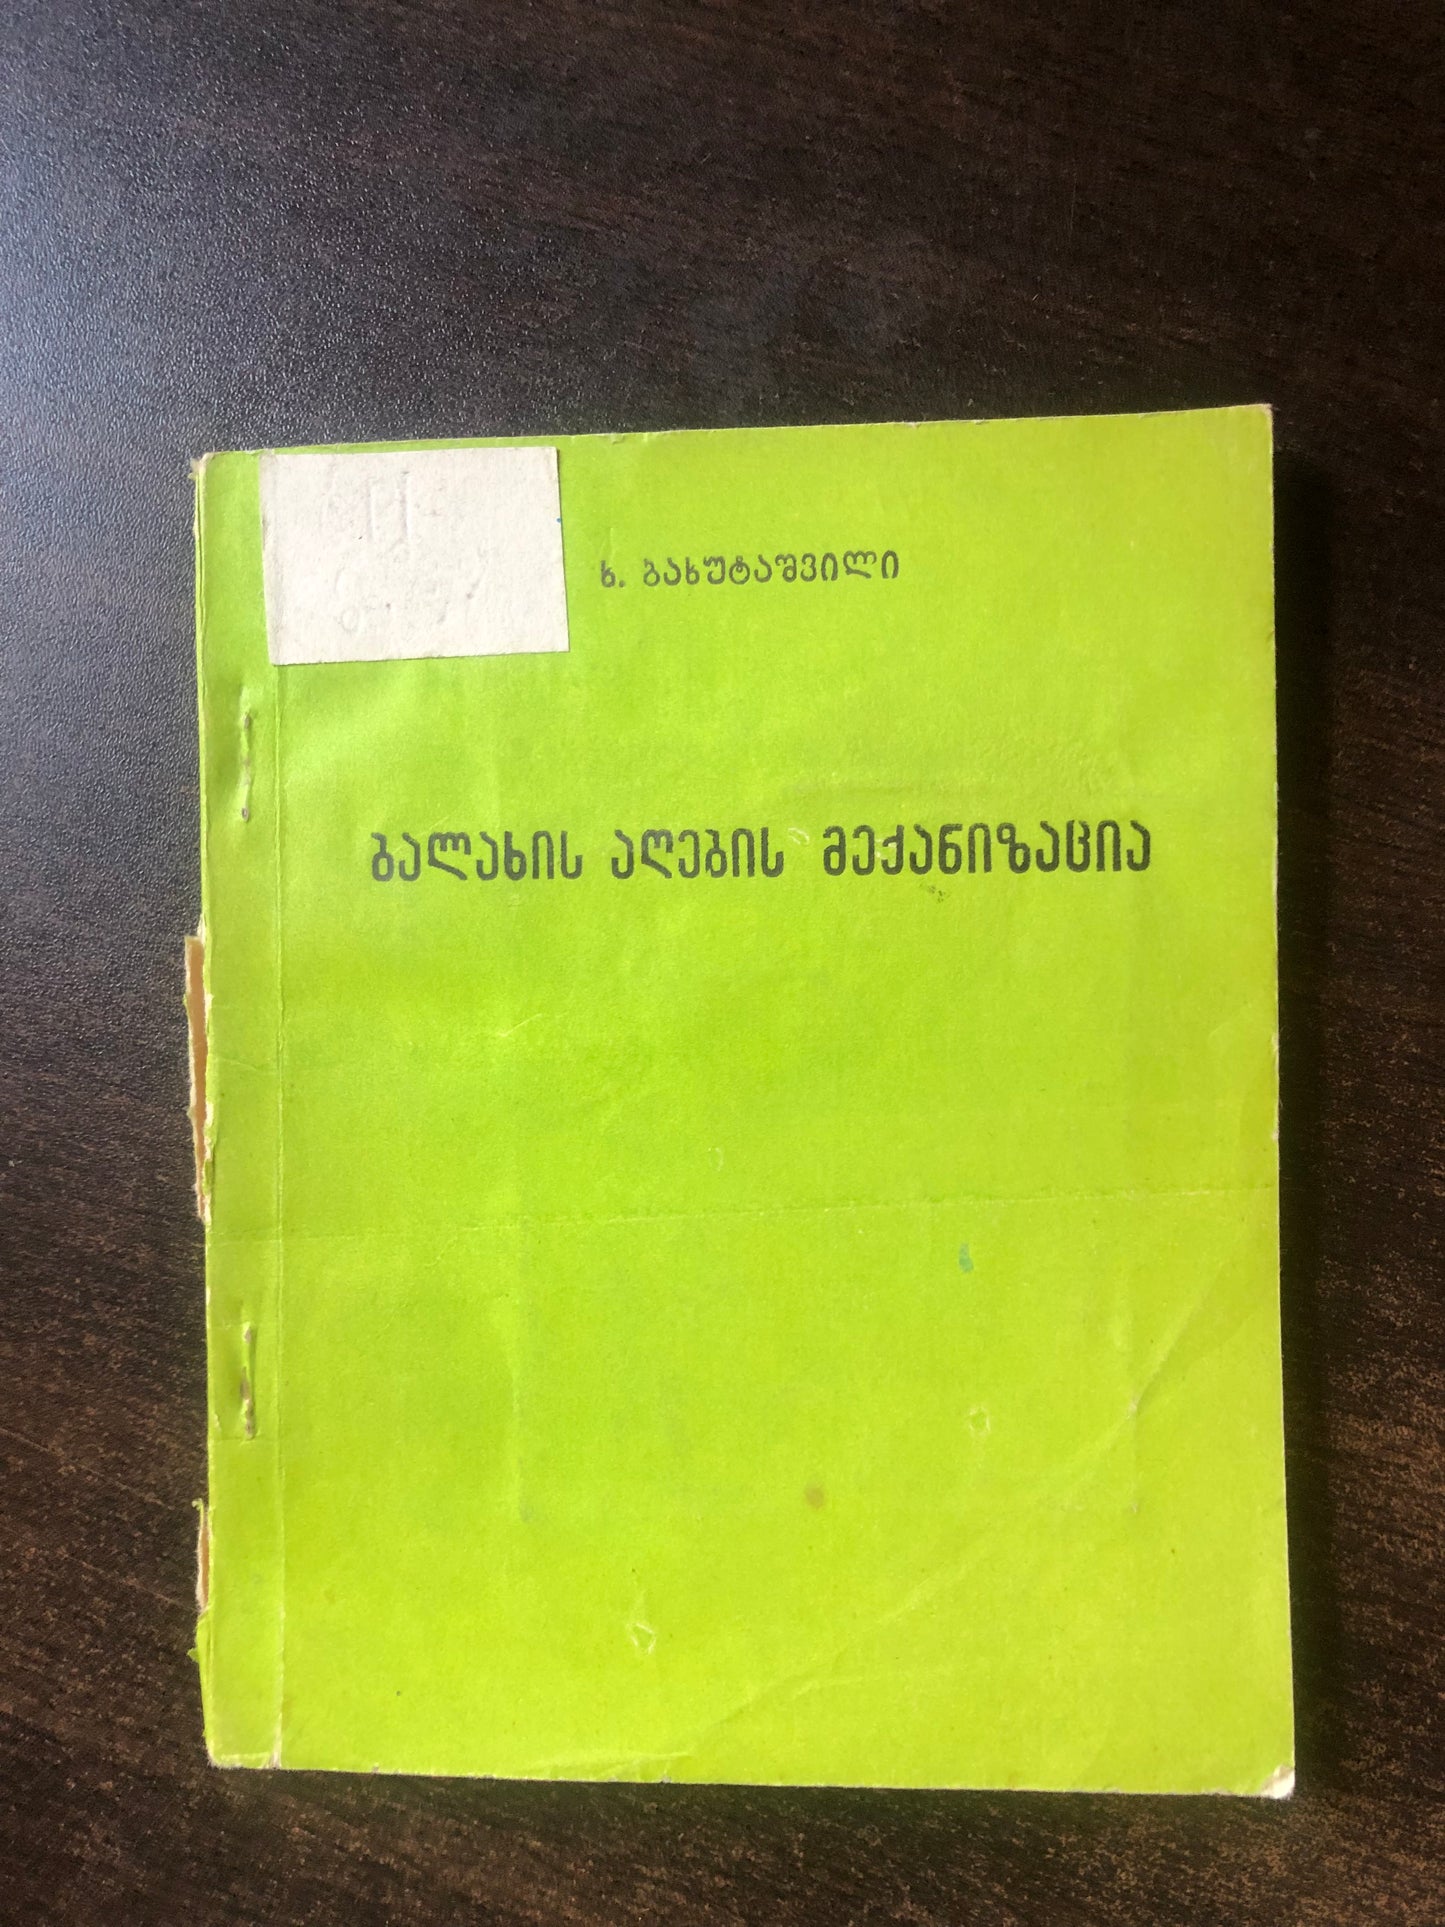 ხ. ბახუტაშვილი
ბალახის აღების მექანიზაცია